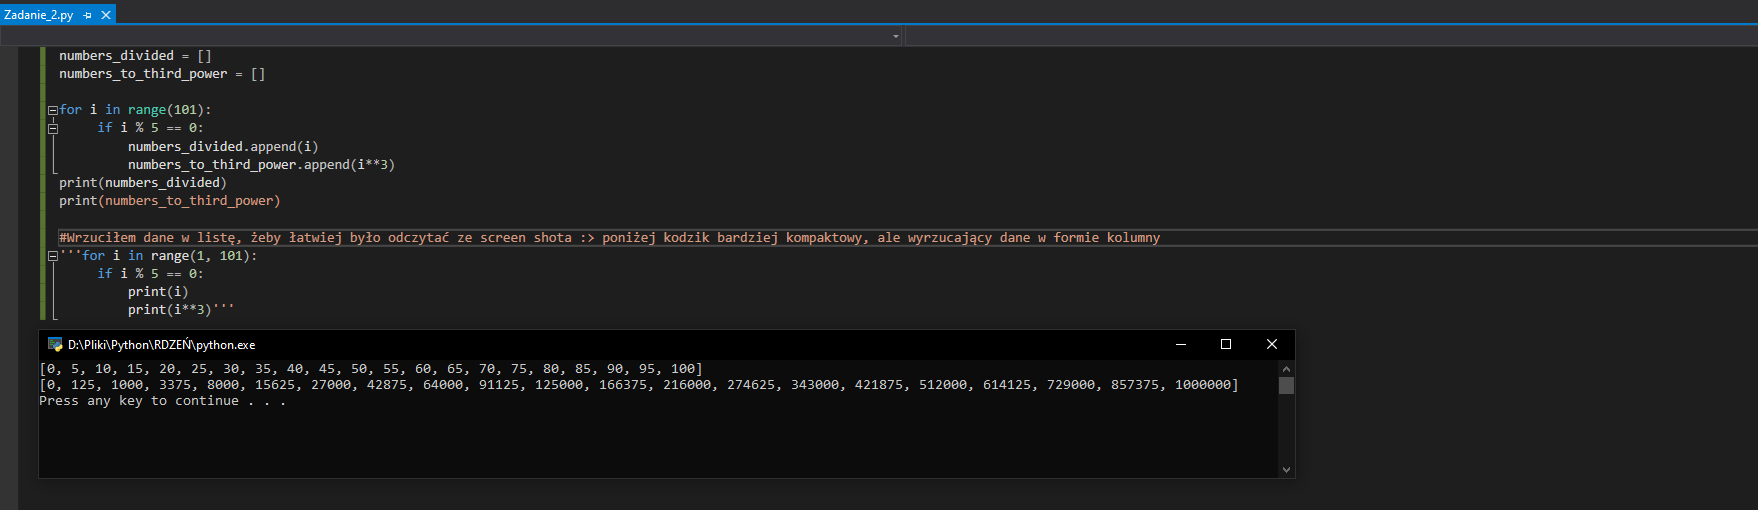 Zadanie_2.py
numbers_divided = []
numbers_to_third_power = []
for i in range(101):
if i % 5 == 0:
numbers_divided.append(i)
numbers_to_third_power.append(i**3)
print(numbers_divided)
print(numbers_to_third_power)
#Wrzuciłem dane w listę, żeby łatwiej było odczytać ze screen shota :> poniżej kodzik bardziej kompaktowy, ale wyrzucający dane w formie kolumny
'''for i in range(1, 101):
if i % 5 == 0:
print(i)
print(i**3)'''
D:\Pliki\Python\RDZEŃ\python.exe
[0, 5, 10, 15, 20, 25, 30, 35, 40, 45, 50, 55, 60, 65, 70, 75, 80, 85, 90, 95, 100]
[0, 125, 1000, 3375, 8000, 15625, 27000, 42875, 64000, 91125, 125000, 166375, 216000, 274625, 343000, 421875, 512000, 614125, 729000, 857375, 1000000]
Press any key to continue . . .